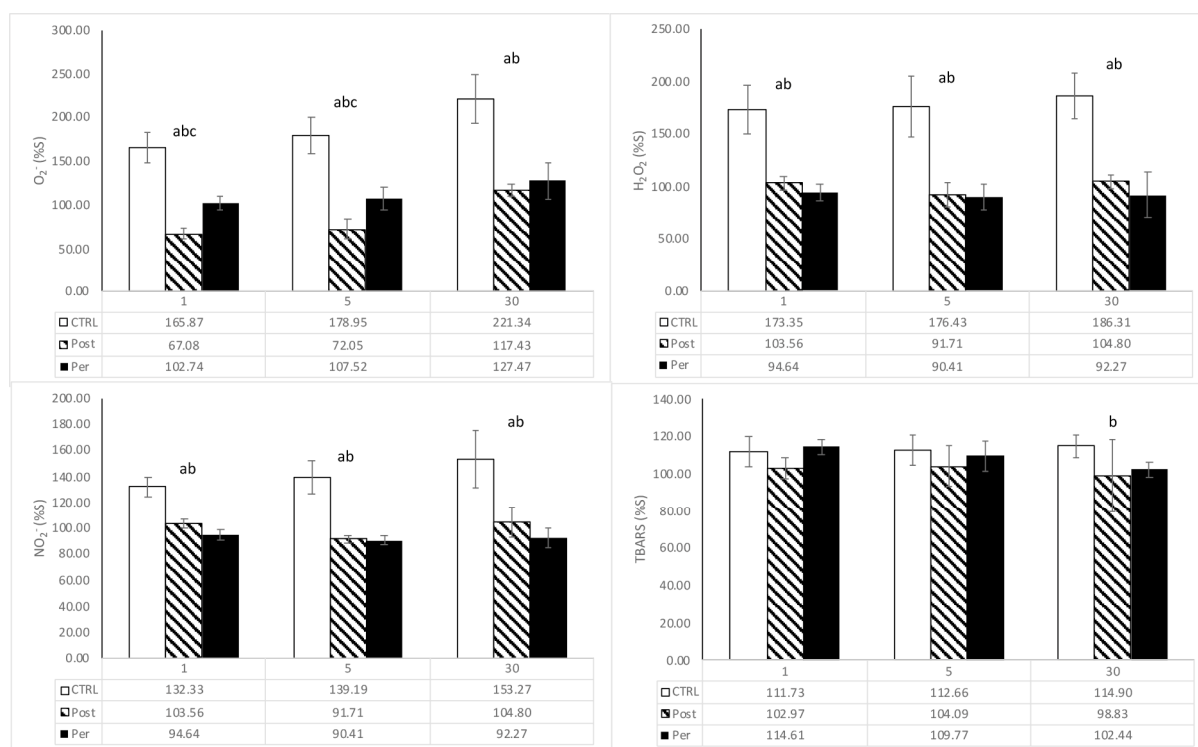 300.00
250.00
200.00
150.00
100.00
50.00
0.00
O₂⁻ (%S)
abc
abc
ab
1 5 30
CTRL 165.87 178.95 221.34
Post 67.08 72.05 117.43
Per 102.74 107.52 127.47
250.00
200.00
150.00
100.00
50.00
0.00
H₂O₂ (%S)
ab
ab
ab
1 5 30
CTRL 173.35 176.43 186.31
Post 103.56 91.71 104.80
Per 94.64 90.41 92.27
200.00
180.00
160.00
140.00
120.00
100.00
80.00
60.00
40.00
20.00
0.00
NO₂⁻ (%S)
ab
ab
ab
1 5 30
CTRL 132.33 139.19 153.27
Post 103.56 91.71 104.80
Per 94.64 90.41 92.27
140.00
120.00
100.00
80.00
60.00
40.00
20.00
0.00
TBARS (%S)
b
1 5 30
CTRL 111.73 112.66 114.90
Post 102.97 104.09 98.83
Per 114.61 109.77 102.44